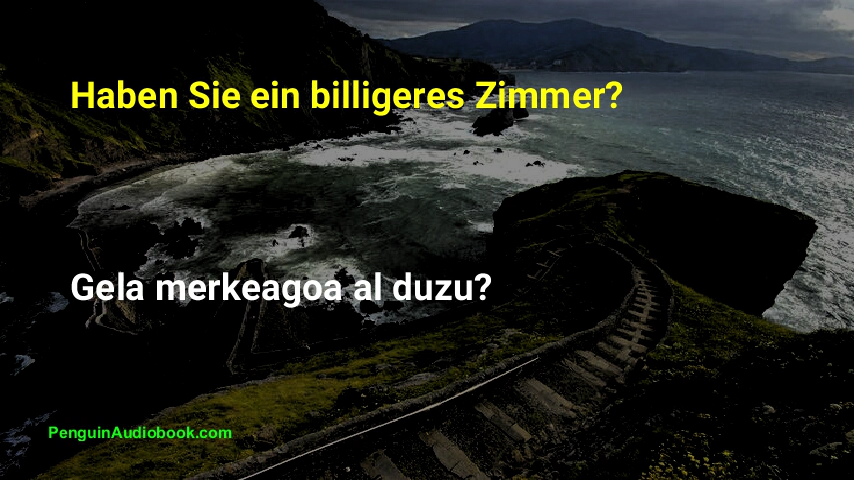 Haben Sie ein billigeres Zimmer?
Gela merkeagoa al duzu?
PenguinAudiobook.com